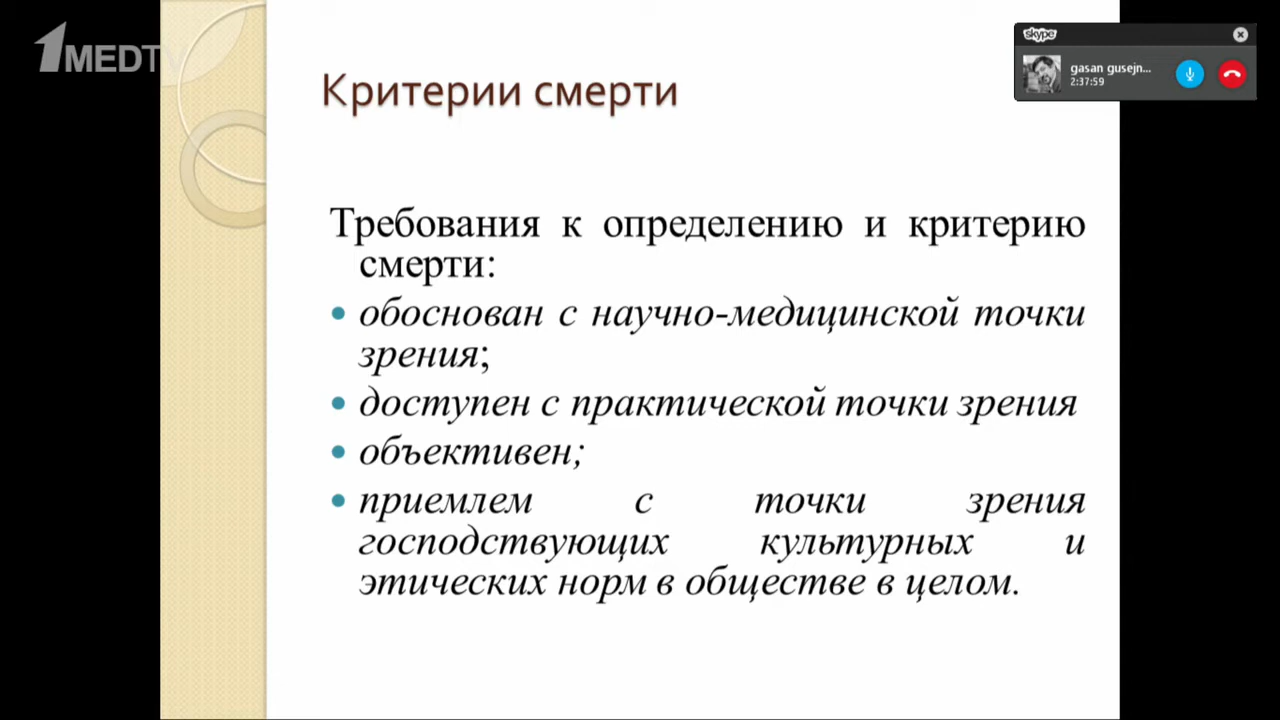 1MEDTV
skype
gasan gusejn...
2:37:59
Критерии смерти
Требования к определению и критерию
смерти:
• обоснован с научно-медицинской точки
зрения;
• доступен с практической точки зрения
• объективен;
• приемлем с точки зрения
господствующих культурных и
этических норм в обществе в целом.